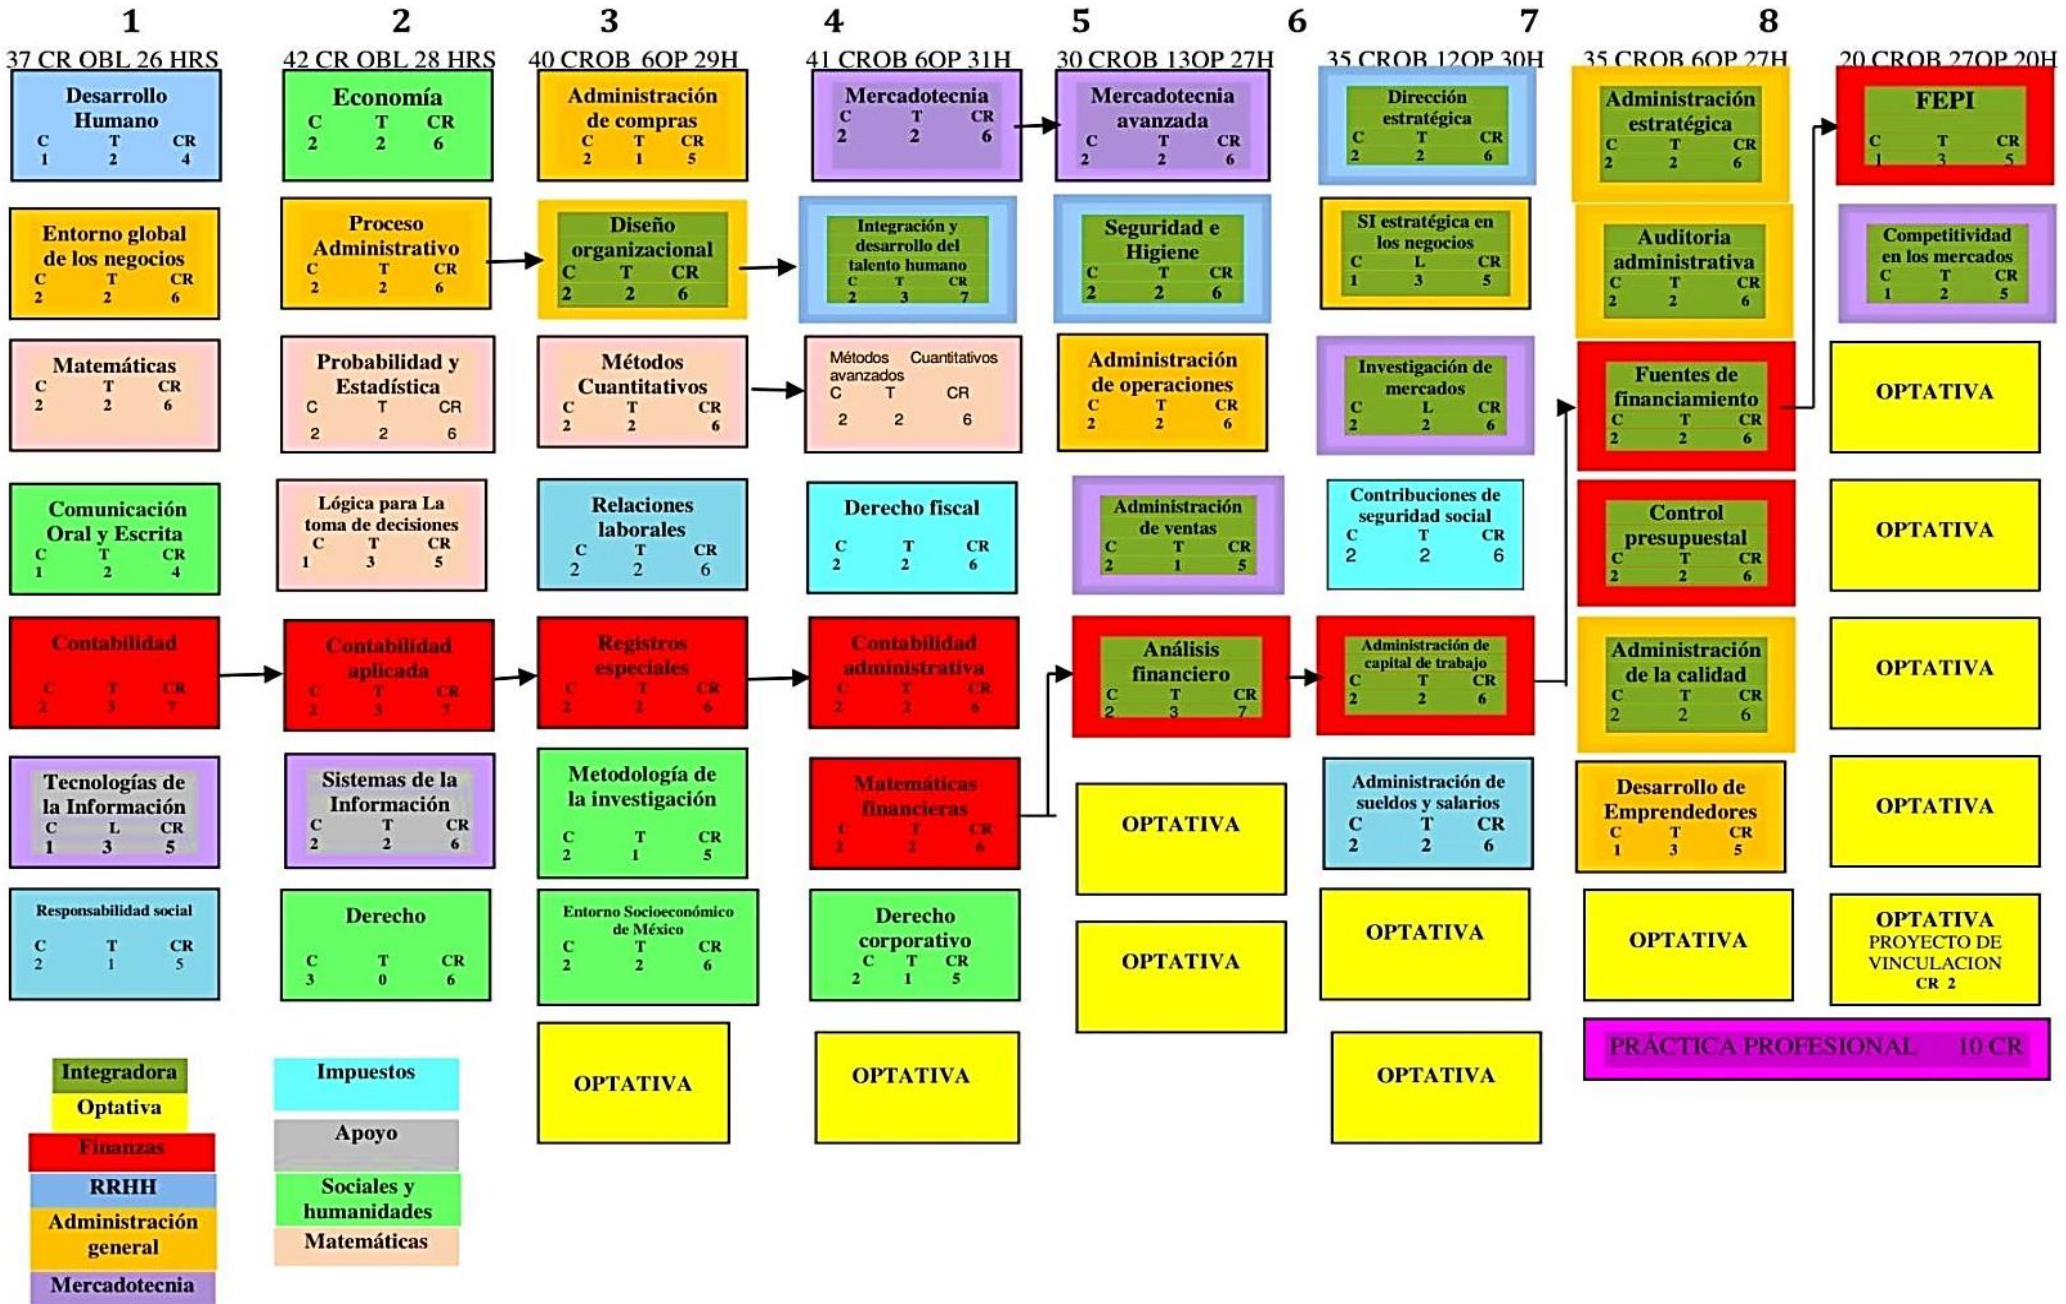 1 2 3 4 5 6 7 8
37 CR OBL 26 HRS
42 CR OBL 28 HRS
40 CROB 6OP 29H
41 CROB 6OP 31H
30 CROB 13OP 27H
35 CROB 12OP 30H
35 CROB 6OP 27H
20 CROB 27OP 20H
Desarrollo
Humano
C T CR
1 2 4
Entorno global
de los negocios
C T CR
2 2 6
Matemáticas
C T CR
2 2 6
Comunicación
Oral y Escrita
C T CR
1 2 4
Contabilidad
C T CR
2 3 7
Tecnologías de
la Información
C L CR
1 3 5
Responsabilidad social
C T CR
2 1 5
Economía
C T CR
2 2 6
Proceso
Administrativo
C T CR
2 2 6
Probabilidad y
Estadística
C T CR
2 2 6
Lógica para La
toma de decisiones
C T CR
1 3 5
Contabilidad
aplicada
C T CR
2 3 7
Sistemas de la
Información
C T CR
2 2 6
Derecho
C T CR
3 0 6
Administración
de compras
C T CR
2 1 5
Diseño
organizacional
C T CR
2 2 6
Métodos
Cuantitativos
C T CR
2 2 6
Relaciones
laborales
C T CR
2 2 6
Registros
especiales
C T CR
2 2 6
Metodología de
la investigación
C T CR
2 1 5
Entorno Socioeconómico
de México
C T CR
2 2 6
OPTATIVA
Mercadotecnia
C T CR
2 2 6
Integración y
desarrollo del
talento humano
C T CR
2 3 7
Métodos Cuantitativos
avanzados
C T CR
2 2 6
Derecho fiscal
C T CR
2 2 6
Contabilidad
administrativa
C T CR
2 2 6
Matemáticas
financieras
C T CR
2 2 6
Derecho
corporativo
C T CR
2 1 5
OPTATIVA
Mercadotecnia
avanzada
C T CR
2 2 6
Seguridad e
Higiene
C T CR
2 2 6
Administración
de operaciones
C T CR
2 2 6
Administración
de ventas
C T CR
2 1 5
Análisis
financiero
C T CR
2 3 7
OPTATIVA
OPTATIVA
Dirección
estratégica
C T CR
2 2 6
SI estratégica en
los negocios
C L CR
1 3 5
Investigación de
mercados
C L CR
2 2 6
Contribuciones de
seguridad social
C T CR
2 2 6
Administración de
capital de trabajo
C T CR
2 2 6
Administración de
sueldos y salarios
C T CR
2 2 6
OPTATIVA
OPTATIVA
Administración
estratégica
C T CR
2 2 6
Auditoria
administrativa
C T CR
2 2 6
Fuentes de
financiamiento
C T CR
2 2 6
Control
presupuestal
C T CR
2 2 6
Administración
de la calidad
C T CR
2 2 6
Desarrollo de
Emprendedores
C T CR
1 3 5
OPTATIVA
FEPI
C T CR
1 3 5
Competitividad
en los mercados
C T CR
1 2 5
OPTATIVA
OPTATIVA
OPTATIVA
OPTATIVA
OPTATIVA
PROYECTO DE
VINCULACION
CR 2
PRÁCTICA PROFESIONAL 10 CR
Integradora
Optativa
Finanzas
RRHH
Administración
general
Mercadotecnia
Impuestos
Apoyo
Sociales y
humanidades
Matemáticas